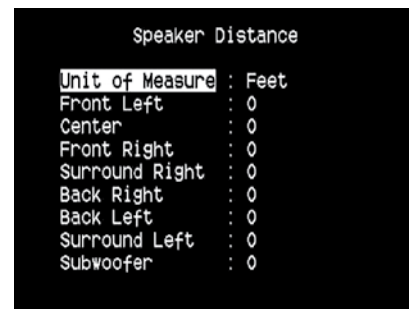 Speaker Distance
Unit of Measure : Feet
Front Left : 0
Center : 0
Front Right : 0
Surround Right : 0
Back Right : 0
Back Left : 0
Surround Left : 0
Subwoofer : 0